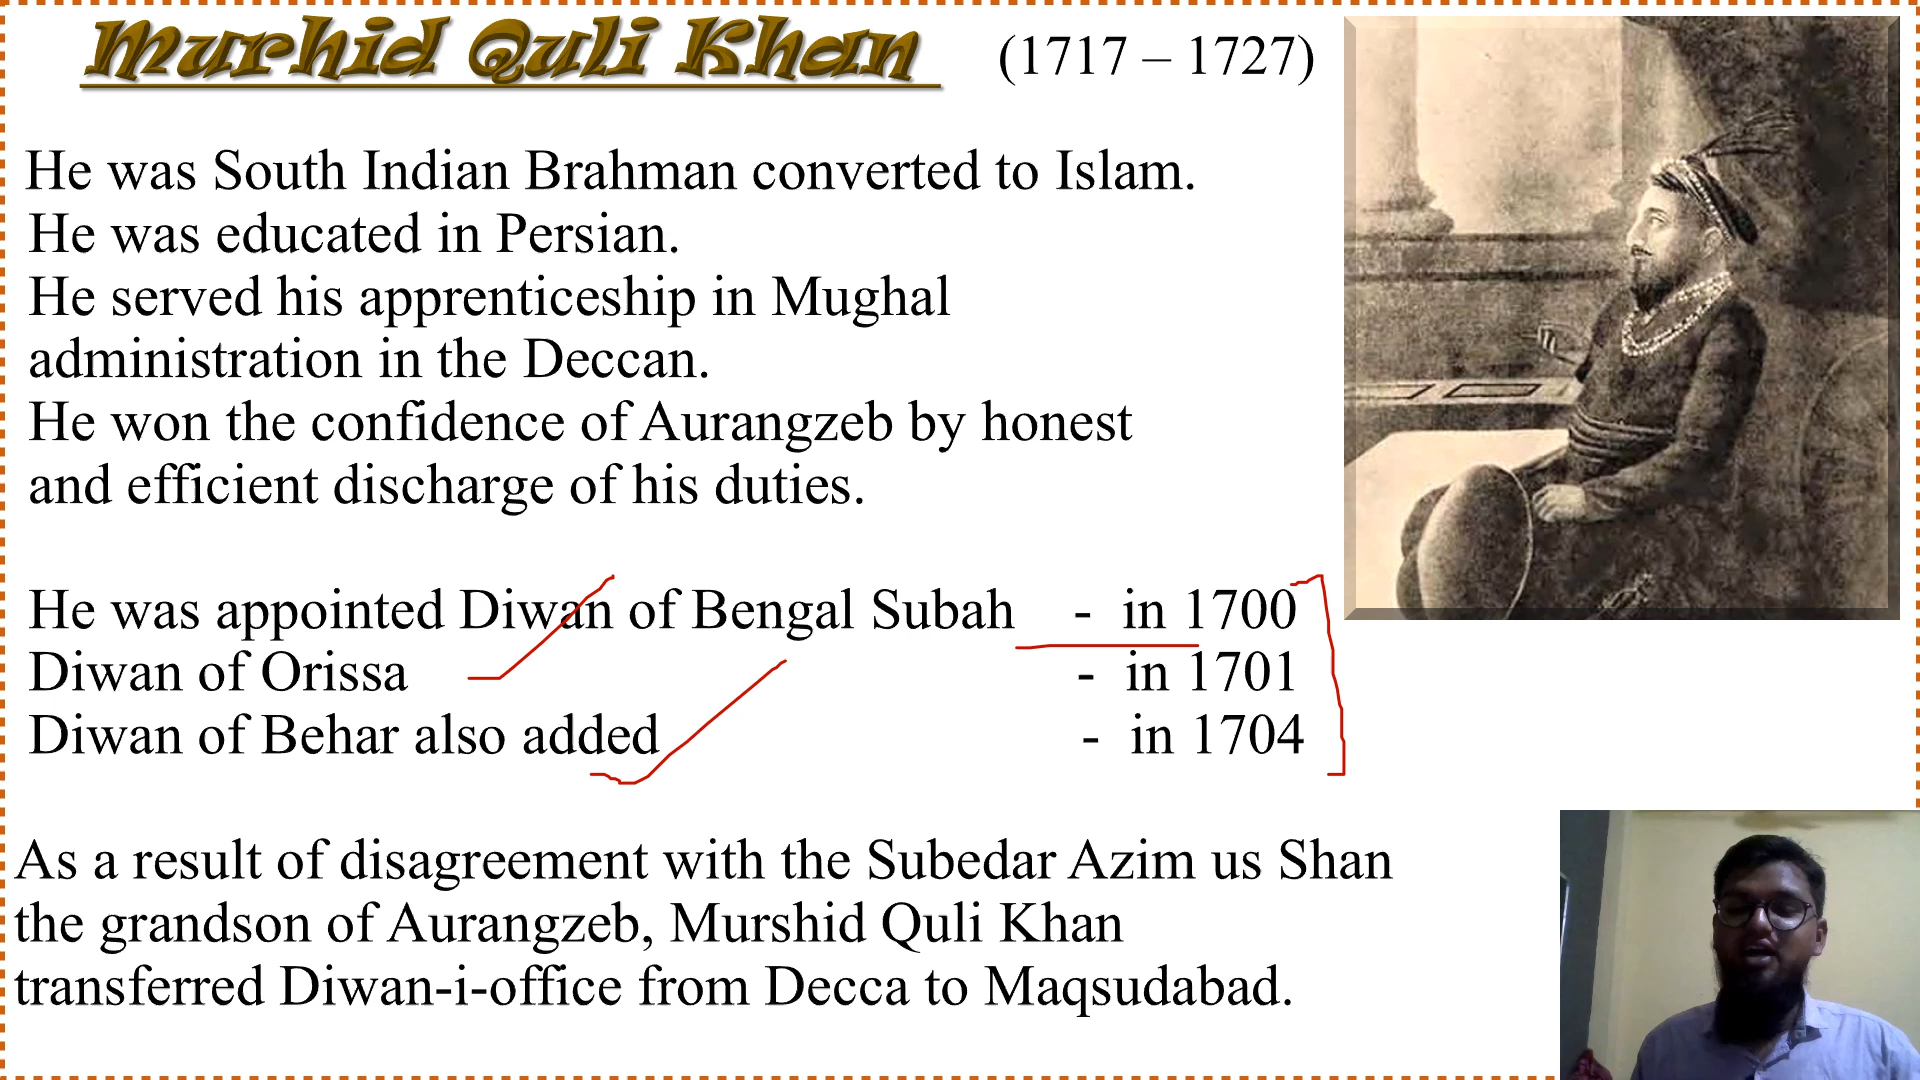 Murhid Quli Khan (1717 – 1727)
He was South Indian Brahman converted to Islam.
He was educated in Persian.
He served his apprenticeship in Mughal
administration in the Deccan.
He won the confidence of Aurangzeb by honest
and efficient discharge of his duties.
He was appointed Diwan of Bengal Subah - in 1700
Diwan of Orissa - in 1701
Diwan of Behar also added - in 1704
As a result of disagreement with the Subedar Azim us Shan
the grandson of Aurangzeb, Murshid Quli Khan
transferred Diwan-i-office from Decca to Maqsudabad.